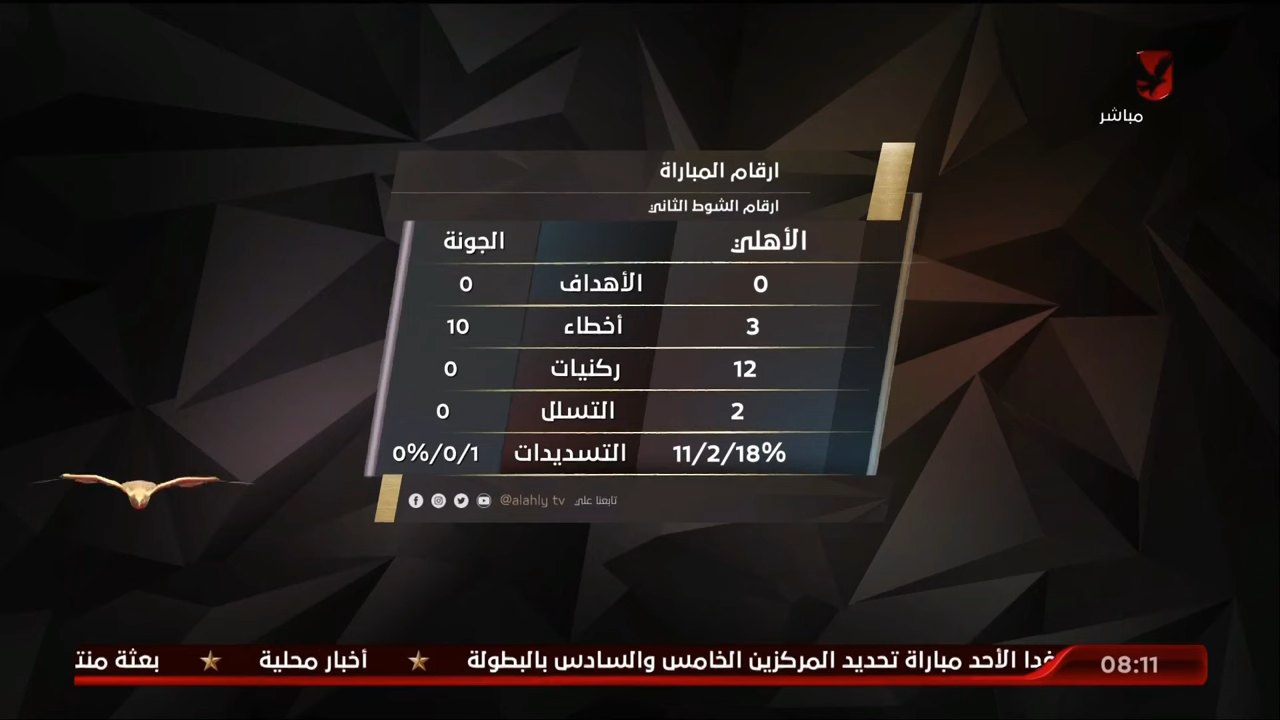 مباشر
ارقام المباراة
ارقام الشوط الثاني
الأهلي الجونة
0 الأهداف 0
3 أخطاء 10
12 ركنيات 0
2 التسلل 0
11/2/18% التسديدات 0%/0/1
تابعنا علي @alahly tv
08:11 غدا الأحد مباراة تحديد المركزين الخامس والسادس بالبطولة ★ أخبار محلية ★ بعثة